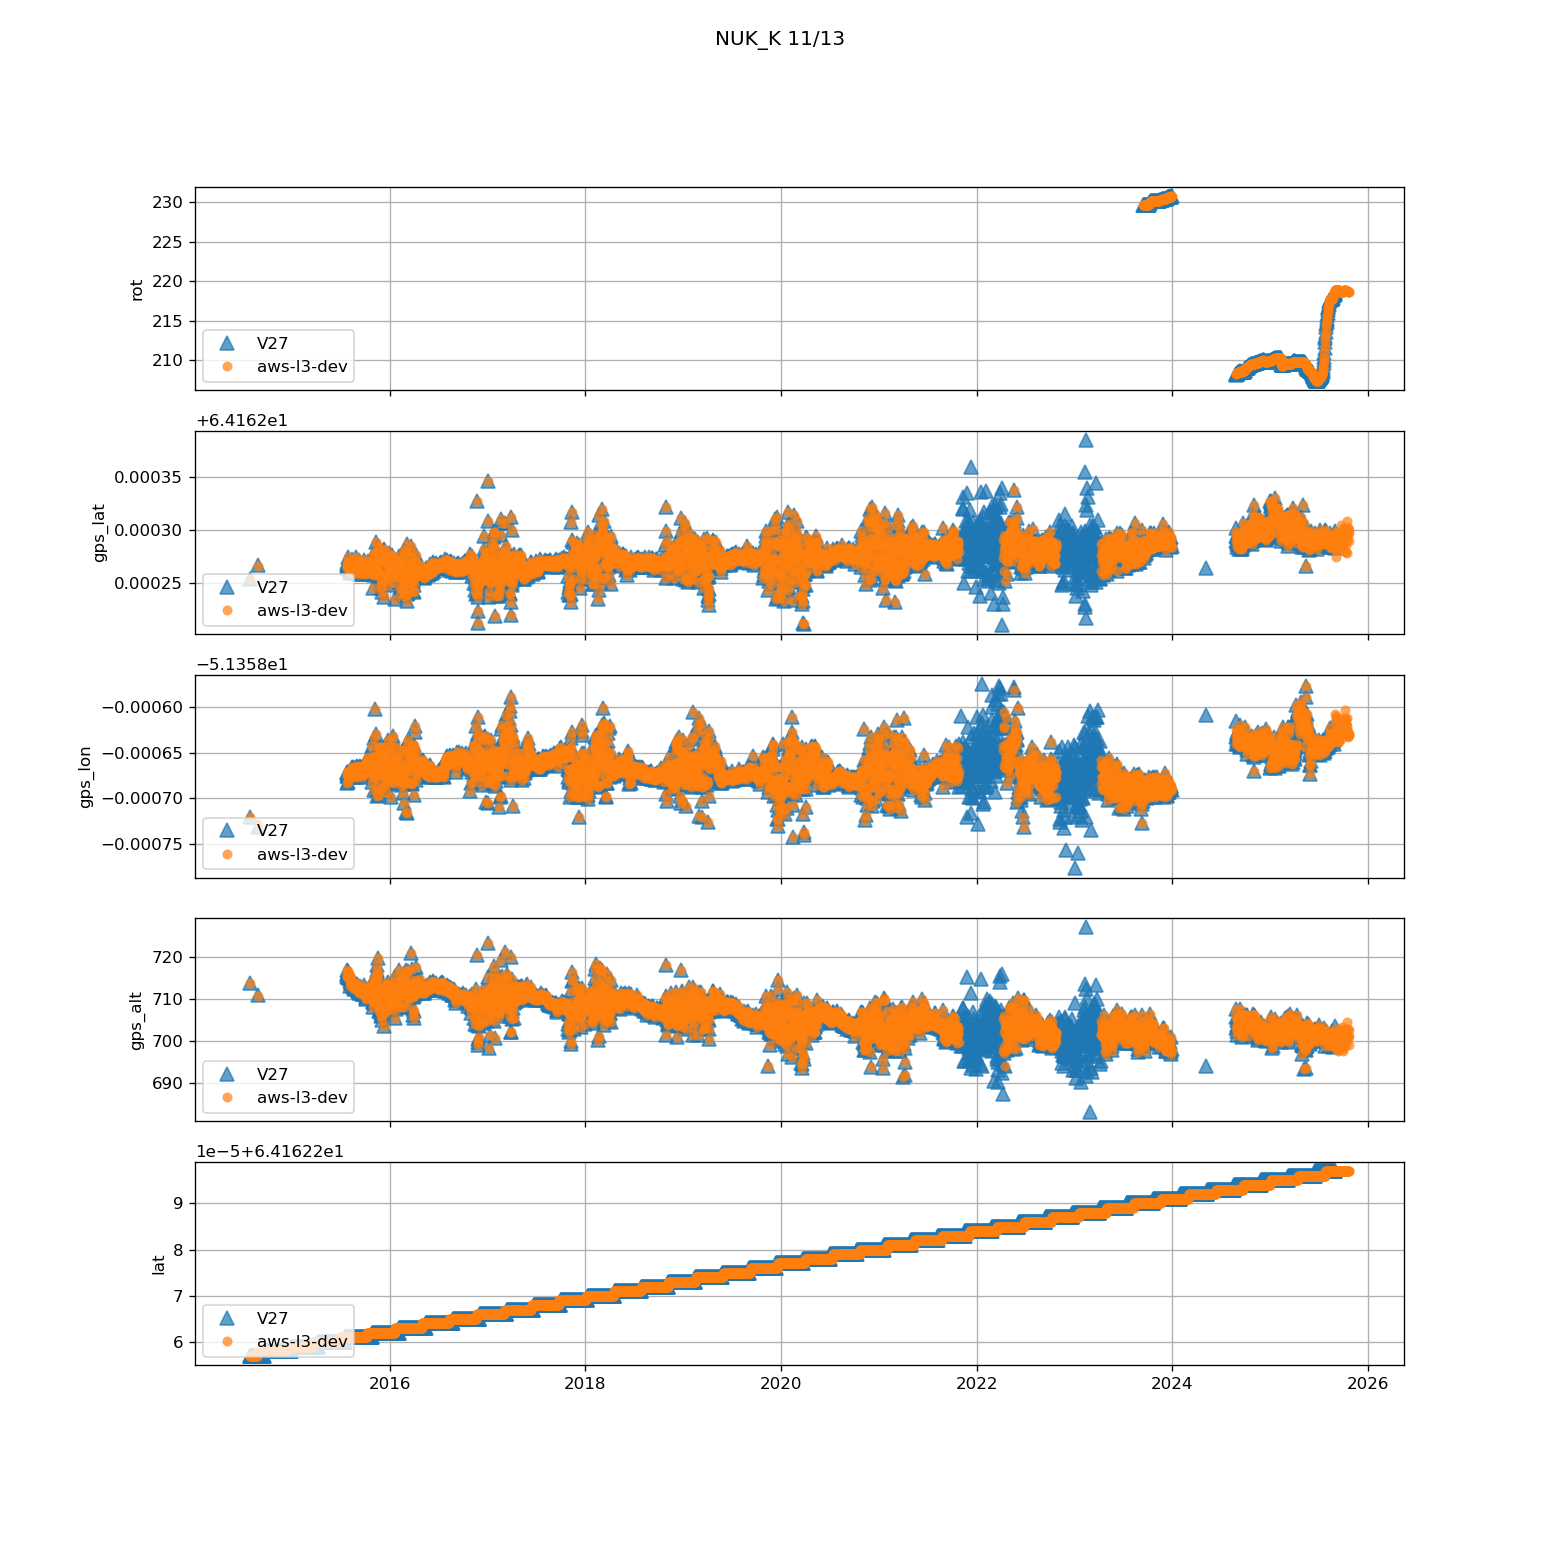 NUK_K 11/13
230
225
220
215
210
rot
V27
aws-l3-dev
+6.4162e1
0.00035
0.00030
0.00025
gps_lat
V27
aws-l3-dev
−5.1358e1
−0.00060
−0.00065
−0.00070
−0.00075
gps_lon
V27
aws-l3-dev
720
710
700
690
gps_alt
V27
aws-l3-dev
1e−5+6.41622e1
9
8
7
6
lat
V27
aws-l3-dev
2016 2018 2020 2022 2024 2026